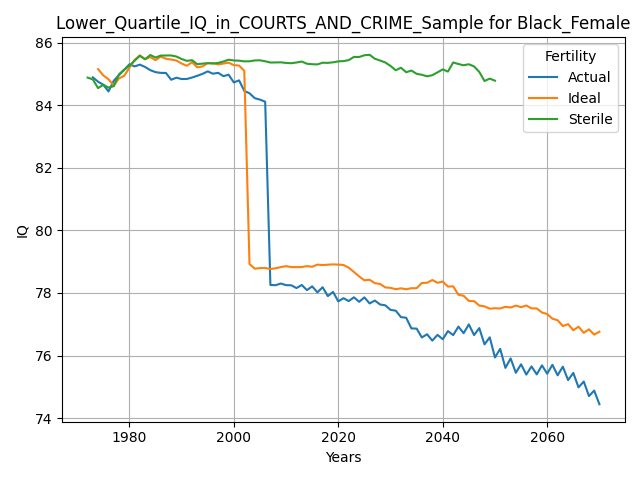 Lower_Quartile_IQ_in_COURTS_AND_CRIME_Sample for Black_Female
Fertility
Actual
Ideal
Sterile
86
84
82
80
78
76
74
IQ
1980
2000
2020
2040
2060
Years